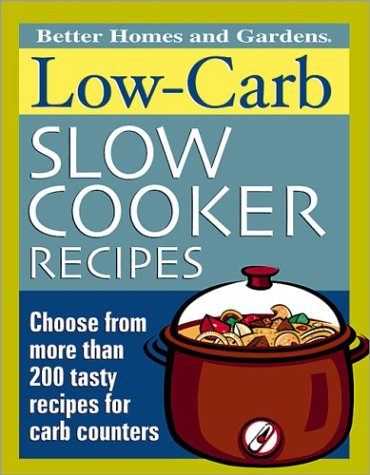 Better Homes and Gardens®
Low-Carb
SLOW
COOKER
RECIPES
Choose from
more than
200 tasty
recipes for
carb counters